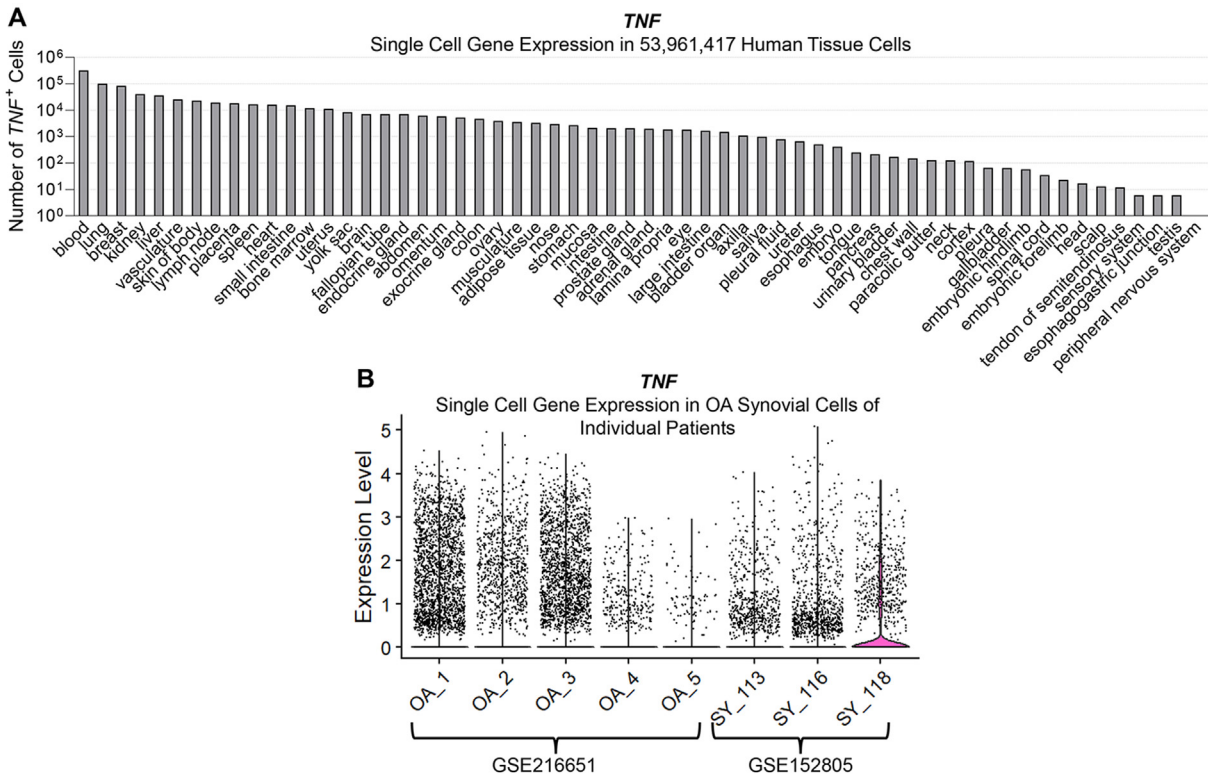 A
TNF
Single Cell Gene Expression in 53,961,417 Human Tissue Cells
Number of TNF+ Cells
10^6
10^5
10^4
10^3
10^2
10^1
10^0
blood
lung
breast
kidney
liver
vasculature
skin of body
lymph node
placenta
spleen
heart
small intestine
bone marrow
uterus
yolk sac
brain
fallopian tube
endocrine gland
abdomen
omentum
exocrine gland
colon
ovary
musculature
adipose tissue
nose
stomach
mucosa
intestine
prostate gland
adrenal gland
lamina propria
eye
large intestine
bladder organ
axilla
saliva
pleural fluid
ureter
esophagus
embryo
tongue
pancreas
urinary bladder
chest wall
paracolic gutter
neck
cortex
pleura
gallbladder
embryonic hindlimb
spinal cord
embryonic forelimb
head
scalp
tendon of semitendinosus
sensory system
esophagogastric junction
testis
peripheral nervous system
B
TNF
Single Cell Gene Expression in OA Synovial Cells of
Individual Patients
Expression Level
5
4
3
2
1
0
OA_1
OA_2
OA_3
OA_4
OA_5
SY_113
SY_116
SY_118
GSE216651
GSE152805